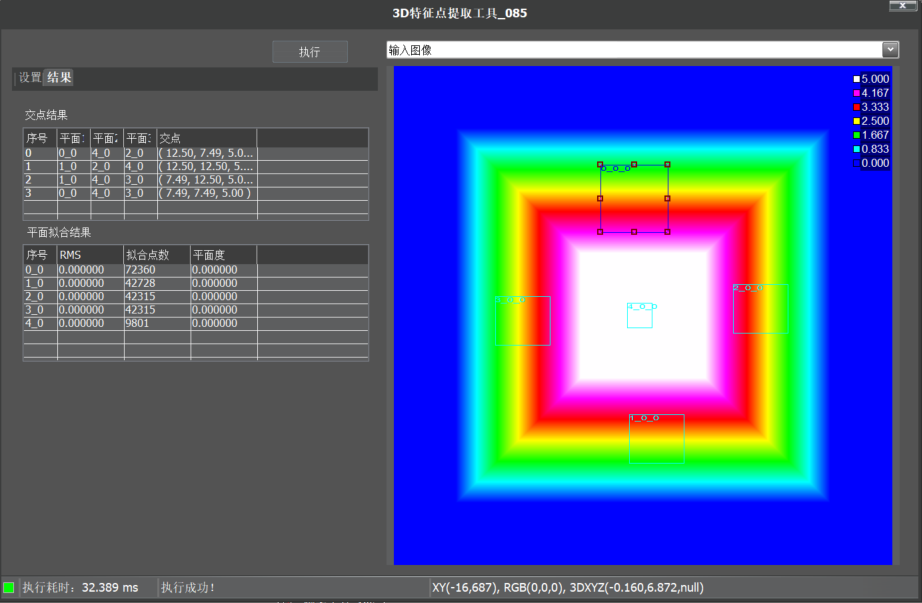 3D特征点提取工具_085
执行
输入图像
设置 结果
交点结果
序号 平面: 平面: 平面: 交点
0 0_0 4_0 2_0 ( 12.50, 7.49, 5.0...
1 1_0 2_0 4_0 ( 12.50, 12.50, 5....
2 1_0 4_0 3_0 ( 7.49, 12.50, 5.0...
3 0_0 4_0 3_0 ( 7.49, 7.49, 5.00 )
平面拟合结果
序号 RMS 拟合点数 平面度
0_0 0.000000 72360 0.000000
1_0 0.000000 42728 0.000000
2_0 0.000000 42315 0.000000
3_0 0.000000 42315 0.000000
4_0 0.000000 9801 0.000000
5.000
4.167
3.333
2.500
1.667
0.833
0.000
执行耗时: 32.389 ms
执行成功!
XY(-16,687), RGB(0,0,0), 3DXYZ(-0.160,6.872,null)